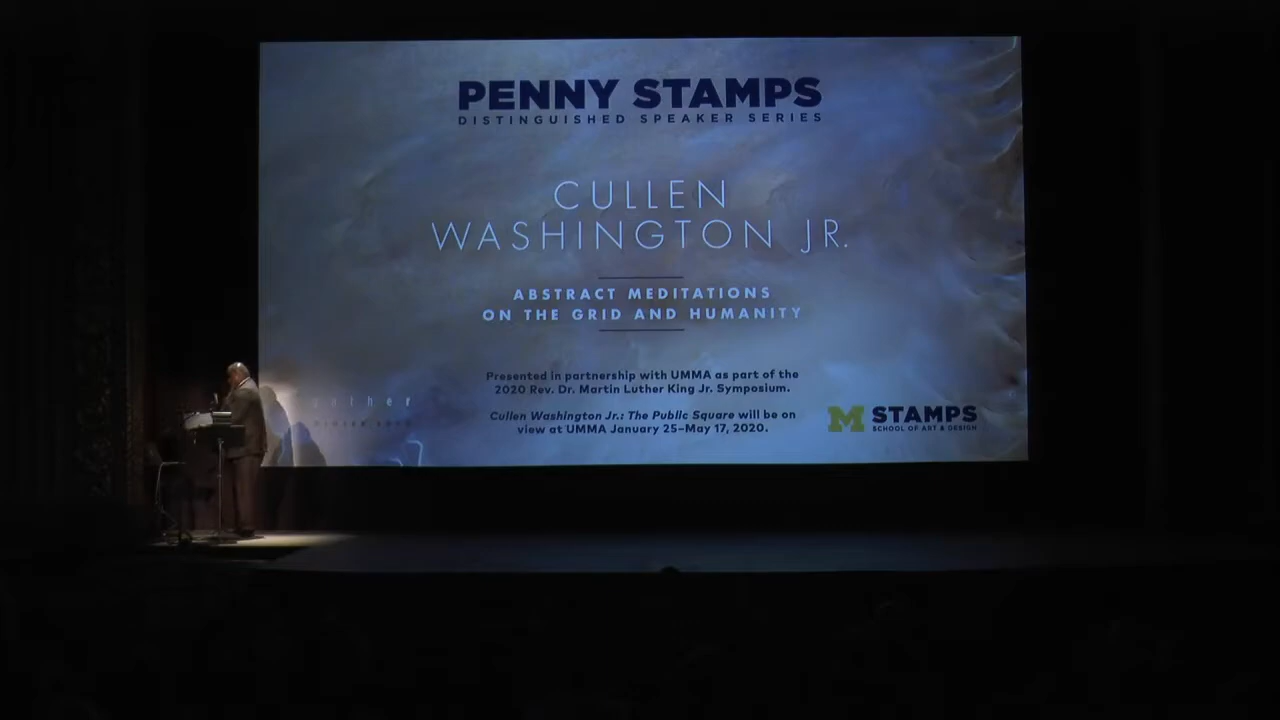 PENNY STAMPS
DISTINGUISHED SPEAKER SERIES
CULLEN
WASHINGTON JR.
ABSTRACT MEDITATIONS
ON THE GRID AND HUMANITY
Presented in partnership with UMMA as part of the
2020 Rev. Dr. Martin Luther King Jr. Symposium.
Cullen Washington Jr.: The Public Square will be on
view at UMMA January 25–May 17, 2020.
M STAMPS
SCHOOL OF ART & DESIGN